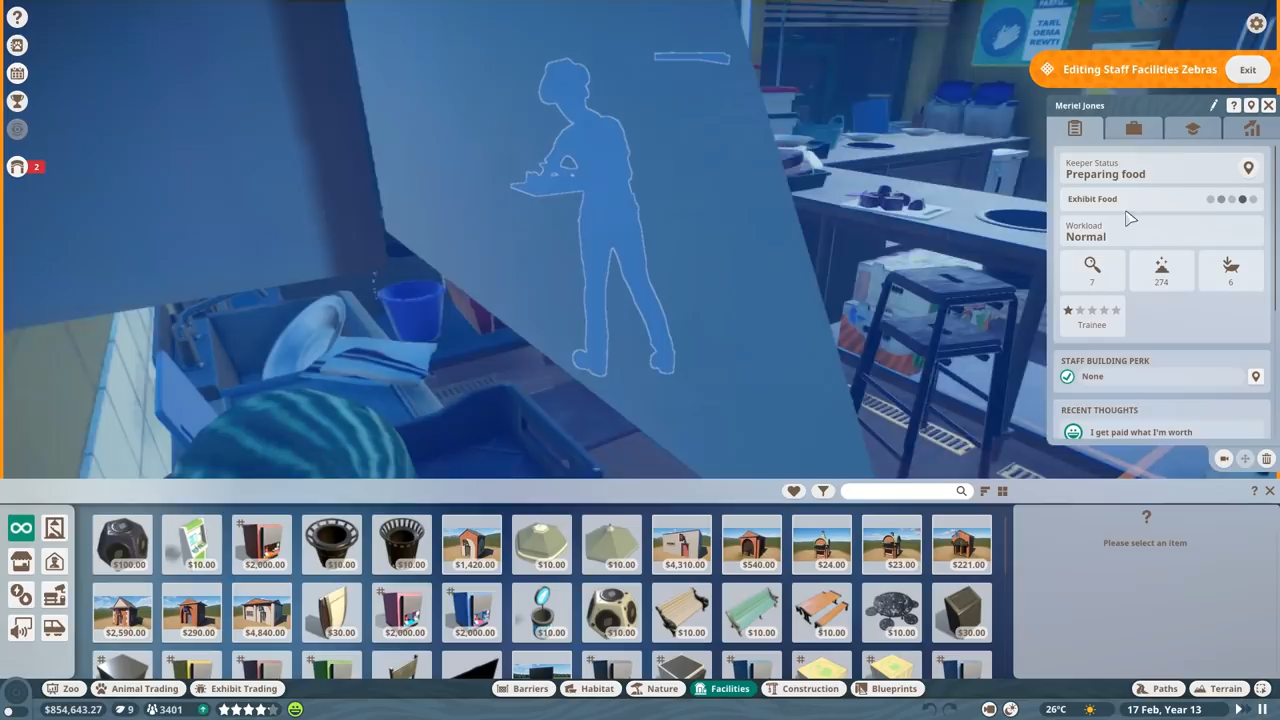 TARL
OEMA
REWTI
Editing Staff Facilities Zebras
Exit
Meriel Jones
?
Keeper Status
Preparing food
Exhibit Food
Workload
Normal
7
274
6
Trainee
STAFF BUILDING PERK
None
RECENT THOUGHTS
I get paid what I'm worth
?
2
?
?
Please select an item
$100.00
$10.00
$2,000.00
$10.00
$10.00
$1,420.00
$10.00
$10.00
$4,310.00
$540.00
$24.00
$23.00
$221.00
$2,590.00
$290.00
$4,840.00
$30.00
$2,000.00
$2,000.00
$10.00
$10.00
$10.00
$10.00
$10.00
$10.00
$30.00
Zoo
Animal Trading
Exhibit Trading
Barriers
Habitat
Nature
Facilities
Construction
Blueprints
Paths
Terrain
$854,643.27
9
3401
26°C
17 Feb, Year 13